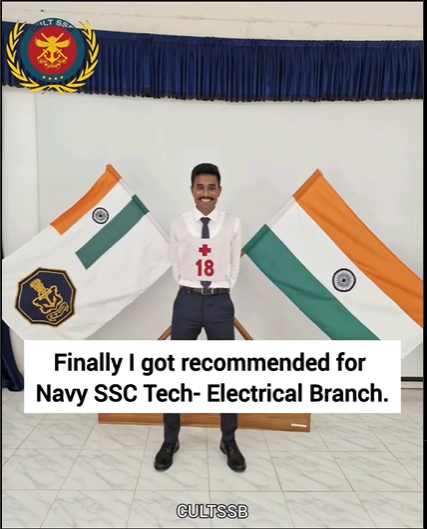 CULT SSB
18
Finally I got recommended for
Navy SSC Tech- Electrical Branch.
CULTSSB